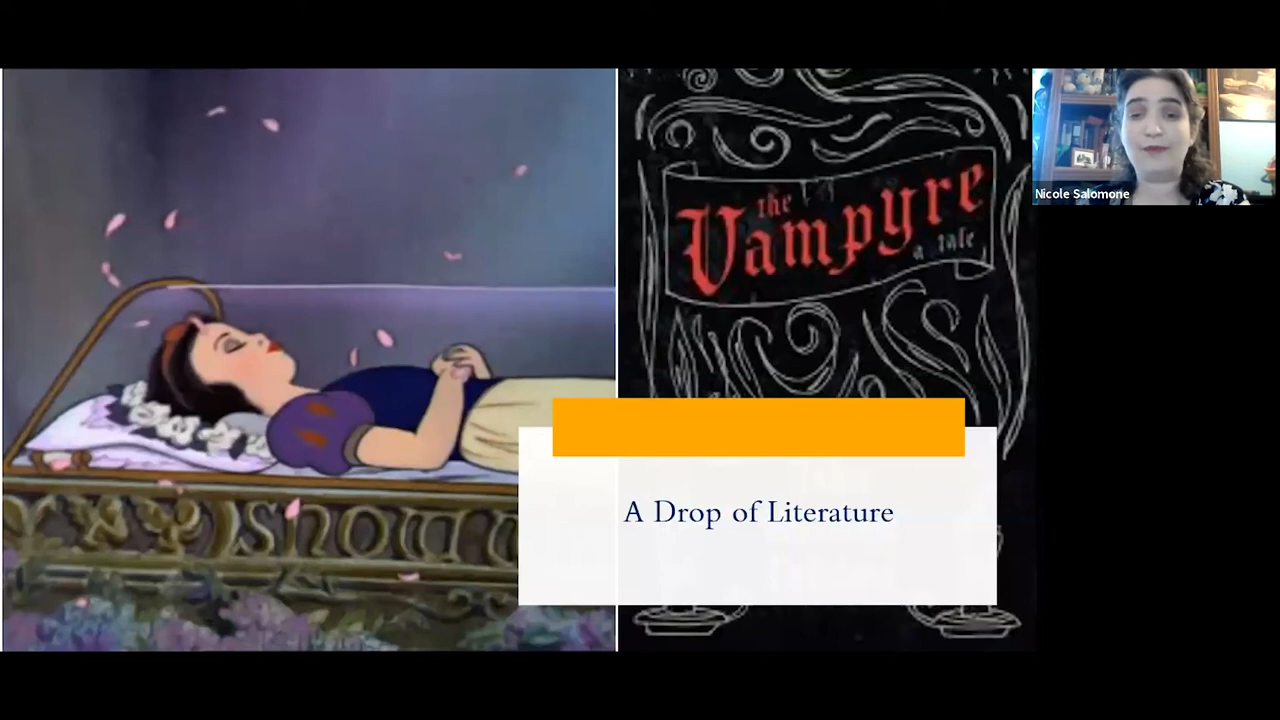 the
Vampyre
a tale
Nicole Salomone
A Drop of Literature